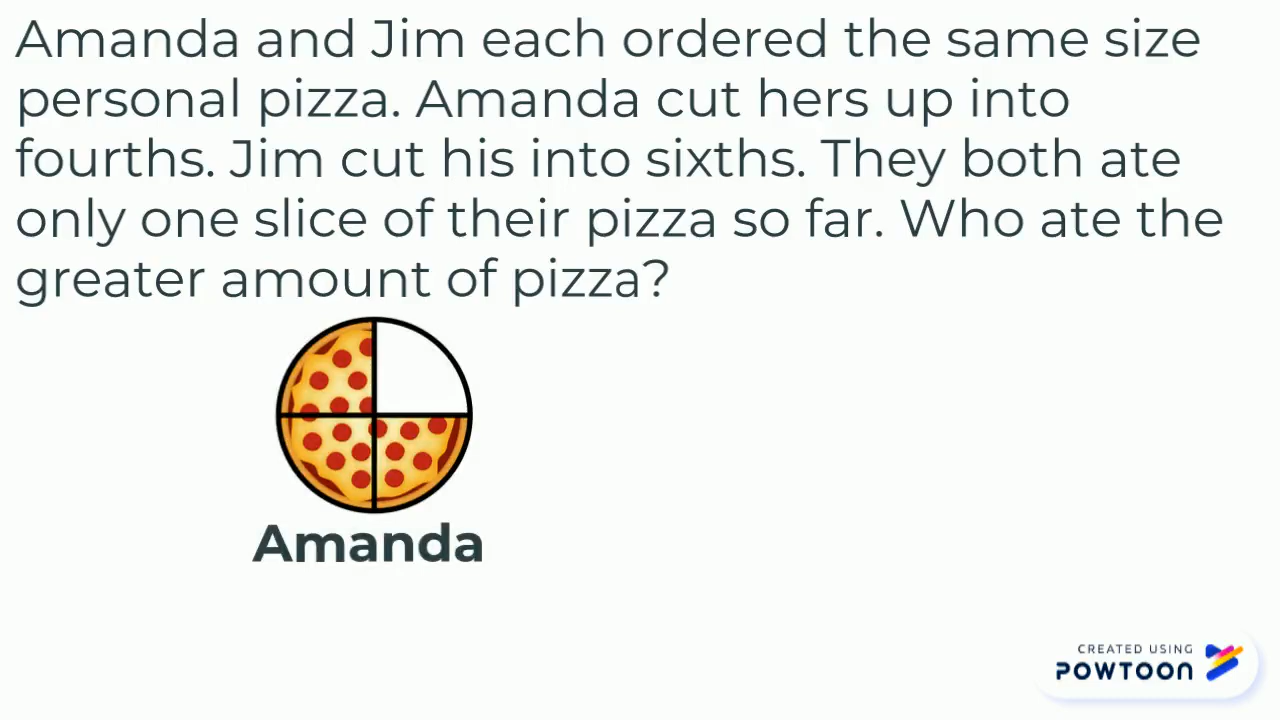 Amanda and Jim each ordered the same size
personal pizza. Amanda cut hers up into
fourths. Jim cut his into sixths. They both ate
only one slice of their pizza so far. Who ate the
greater amount of pizza?
Amanda
CREATED USING
POWTOON